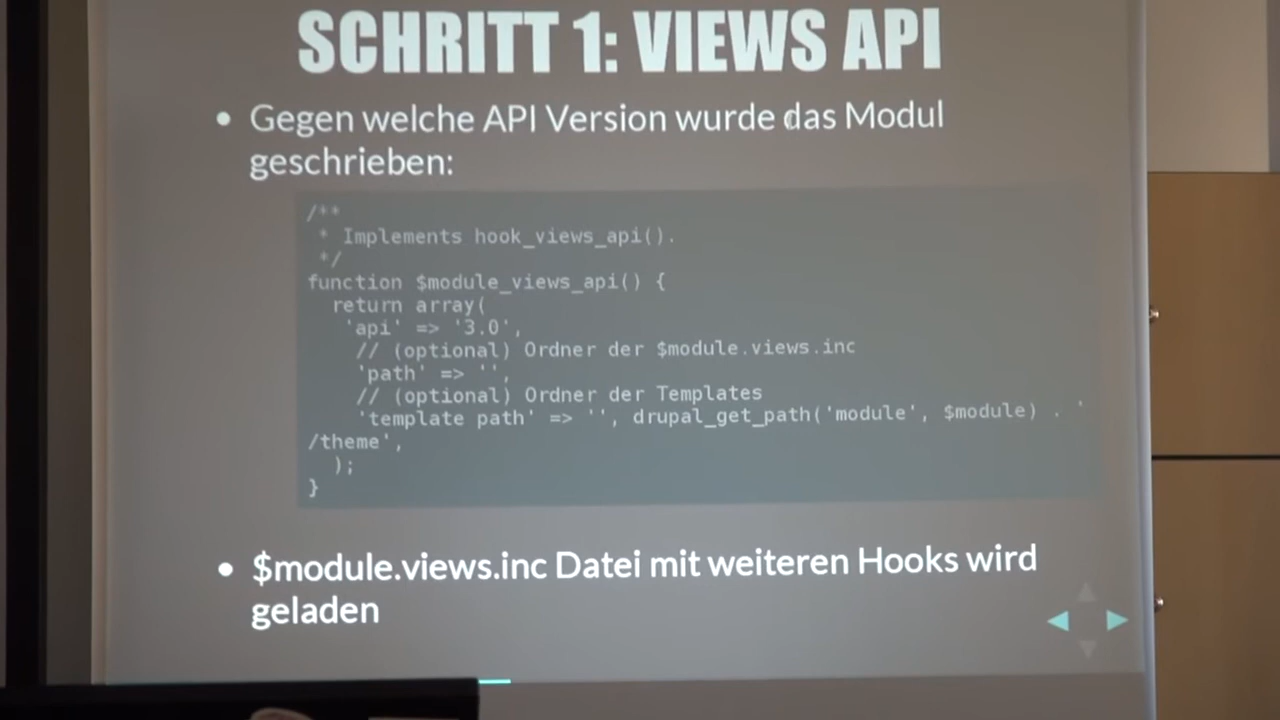 SCHRITT 1: VIEWS API
• Gegen welche API Version wurde das Modul
geschrieben:
/**
 * Implements hook_views_api().
 */
function $module_views_api() {
  return array(
   'api' => '3.0',
    // (optional) Ordner der $module.views.inc
    'path' => '',
    // (optional) Ordner der Templates
    'template path' => '', drupal_get_path('module', $module) . '
/theme',
  );
}
• $module.views.inc Datei mit weiteren Hooks wird
geladen